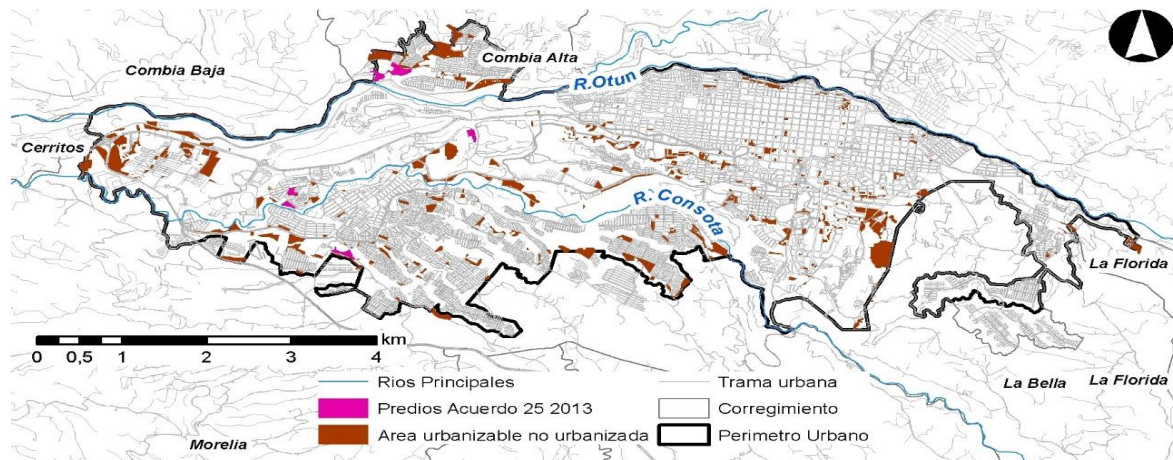 Combia Baja
Combia Alta
R.Otun
Cerritos
R. Consota
La Florida
km
0 0,5 1 2 3 4
La Bella
La Florida
Morelia
Rios Principales
Trama urbana
Predios Acuerdo 25 2013
Corregimiento
Area urbanizable no urbanizada
Perimetro Urbano